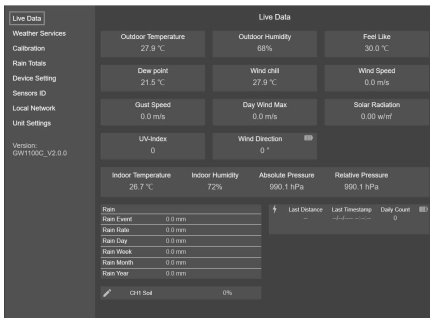 Live Data
Weather Services
Calibration
Rain Totals
Device Setting
Sensors ID
Local Network
Unit Settings
Version:
GW1100C_V2.0.0
Live Data
Outdoor Temperature
27.9 ℃
Outdoor Humidity
68%
Feel Like
30.0 ℃
Dew point
21.5 ℃
Wind chill
27.9 ℃
Wind Speed
0.0 m/s
Gust Speed
0.0 m/s
Day Wind Max
0.0 m/s
Solar Radiation
0.00 w/㎡
UV-Index
0
Wind Direction
0 °
Indoor Temperature
26.7 ℃
Indoor Humidity
72%
Absolute Pressure
990.1 hPa
Relative Pressure
990.1 hPa
Rain
Rain Event 0.0 mm
Rain Rate 0.0 mm
Rain Day 0.0 mm
Rain Week 0.0 mm
Rain Month 0.0 mm
Rain Year 0.0 mm
Last Distance Last Timestamp Daily Count
-- --/--/---- --:--:-- 0
CH1 Soil 0%